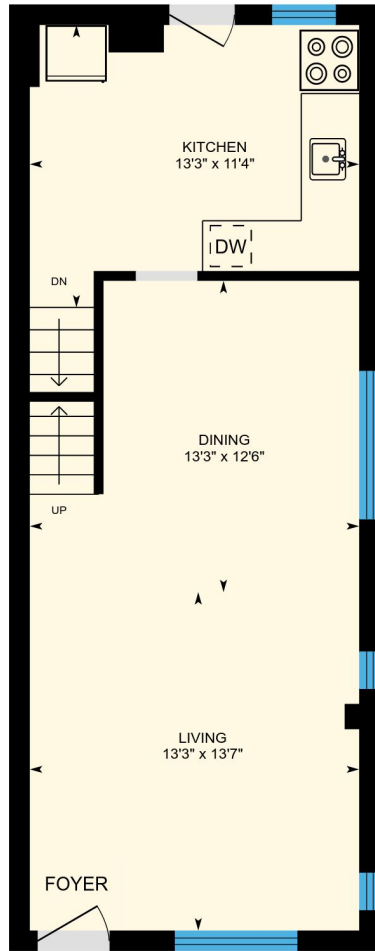 KITCHEN
13'3" x 11'4"
DW
DN
DINING
13'3" x 12'6"
UP
LIVING
13'3" x 13'7"
FOYER